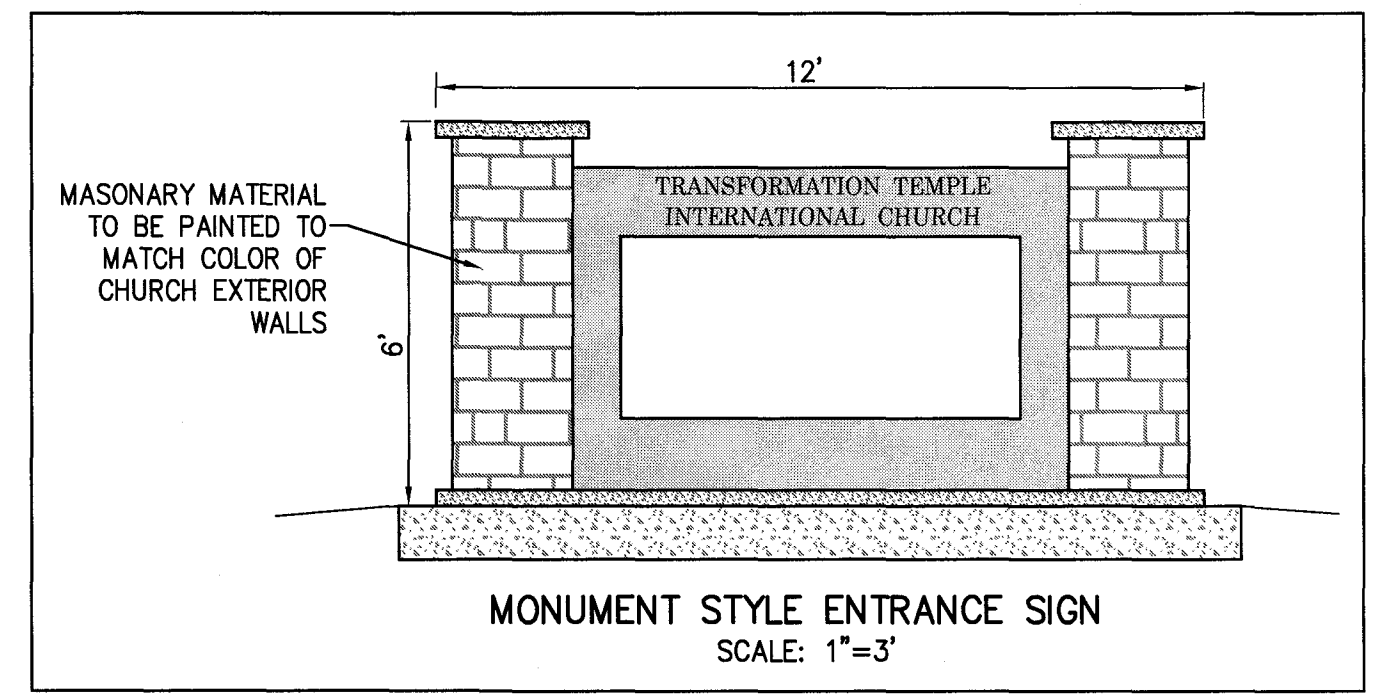 12'
TRANSFORMATION TEMPLE
INTERNATIONAL CHURCH
MASONARY MATERIAL
TO BE PAINTED TO
MATCH COLOR OF
CHURCH EXTERIOR
WALLS
6'
MONUMENT STYLE ENTRANCE SIGN
SCALE: 1"=3'